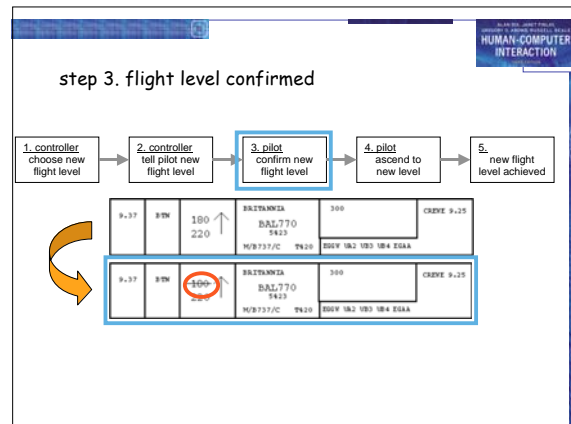 HUMAN-COMPUTER
INTERACTION
step 3. flight level confirmed
1. controller
choose new
flight level
2. controller
tell pilot new
flight level
3. pilot
confirm new
flight level
4. pilot
ascend to
new level
5.
new flight
level achieved
9.37
BTN
180 ↑
220
BRITANNIA
BAL770
5423
M/B737/C T420
300
EGGW UA2 UB3 UB4 EGAA
CREWE 9.25
9.37
BTN
180 ↑
220
BRITANNIA
BAL770
5423
M/B737/C T420
300
EGGW UA2 UB3 UB4 EGAA
CREWE 9.25